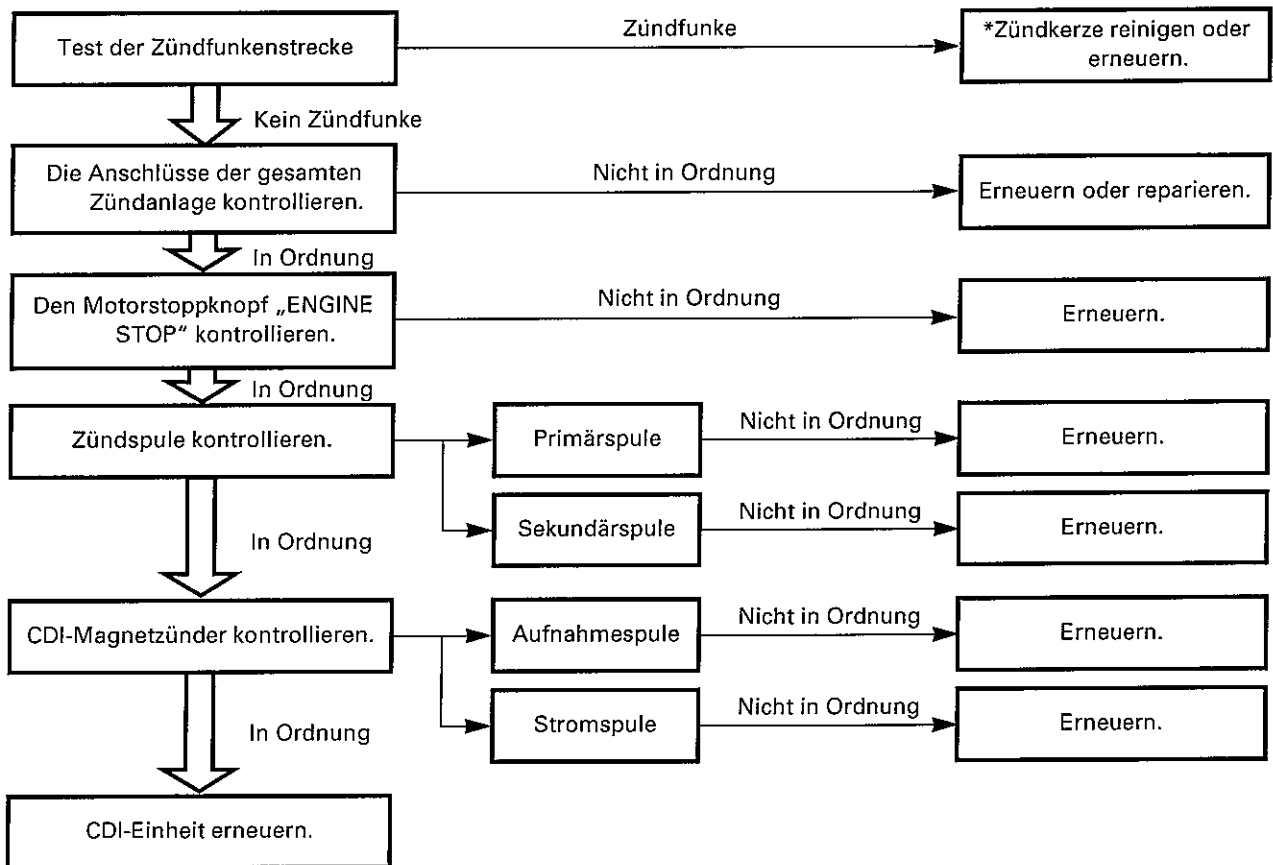 Test der Zündfunkenstrecke
Zündfunke
*Zündkerze reinigen oder
erneuern.
Kein Zündfunke
Die Anschlüsse der gesamten
Zündanlage kontrollieren.
Nicht in Ordnung
Erneuern oder reparieren.
In Ordnung
Den Motorstoppknopf „ENGINE
STOP“ kontrollieren.
Nicht in Ordnung
Erneuern.
In Ordnung
Zündspule kontrollieren.
Primärspule
Nicht in Ordnung
Erneuern.
Sekundärspule
Nicht in Ordnung
Erneuern.
In Ordnung
CDI-Magnetzünder kontrollieren.
Aufnahmespule
Nicht in Ordnung
Erneuern.
Stromspule
Nicht in Ordnung
Erneuern.
In Ordnung
CDI-Einheit erneuern.